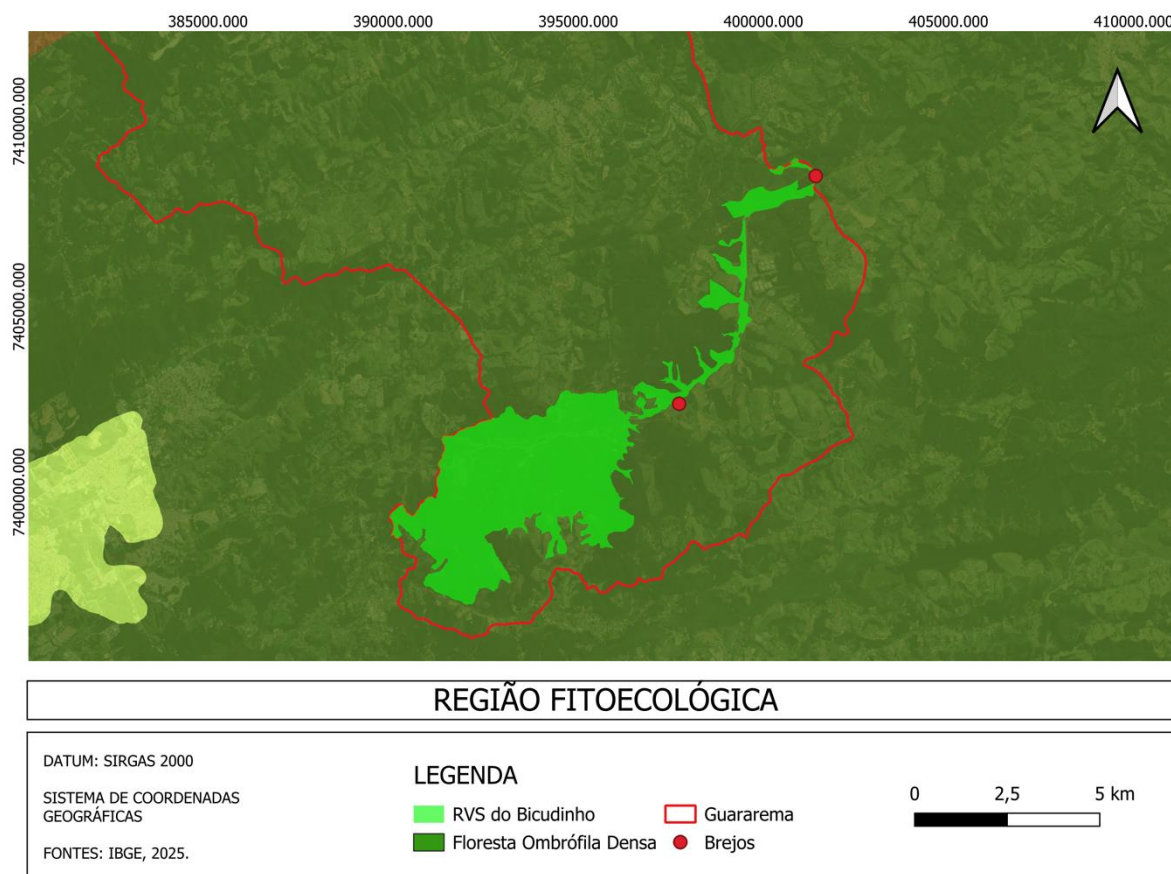 385000.000 390000.000 395000.000 400000.000 405000.000 410000.000
7410000.000
7405000.000
7400000.000
REGIÃO FITOECOLÓGICA
DATUM: SIRGAS 2000
SISTEMA DE COORDENADAS
GEOGRÁFICAS
FONTES: IBGE, 2025.
LEGENDA
RVS do Bicudinho
Guararema
Floresta Ombrófila Densa
Brejos
0 2,5 5 km